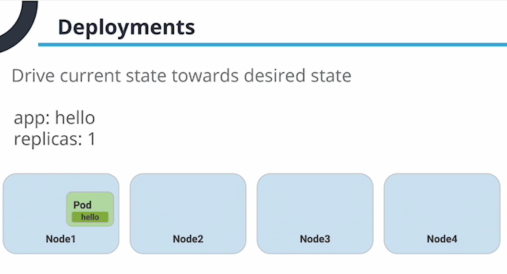 Deployments
Drive current state towards desired state
app: hello
replicas: 1
Pod
hello
Node1
Node2
Node3
Node4